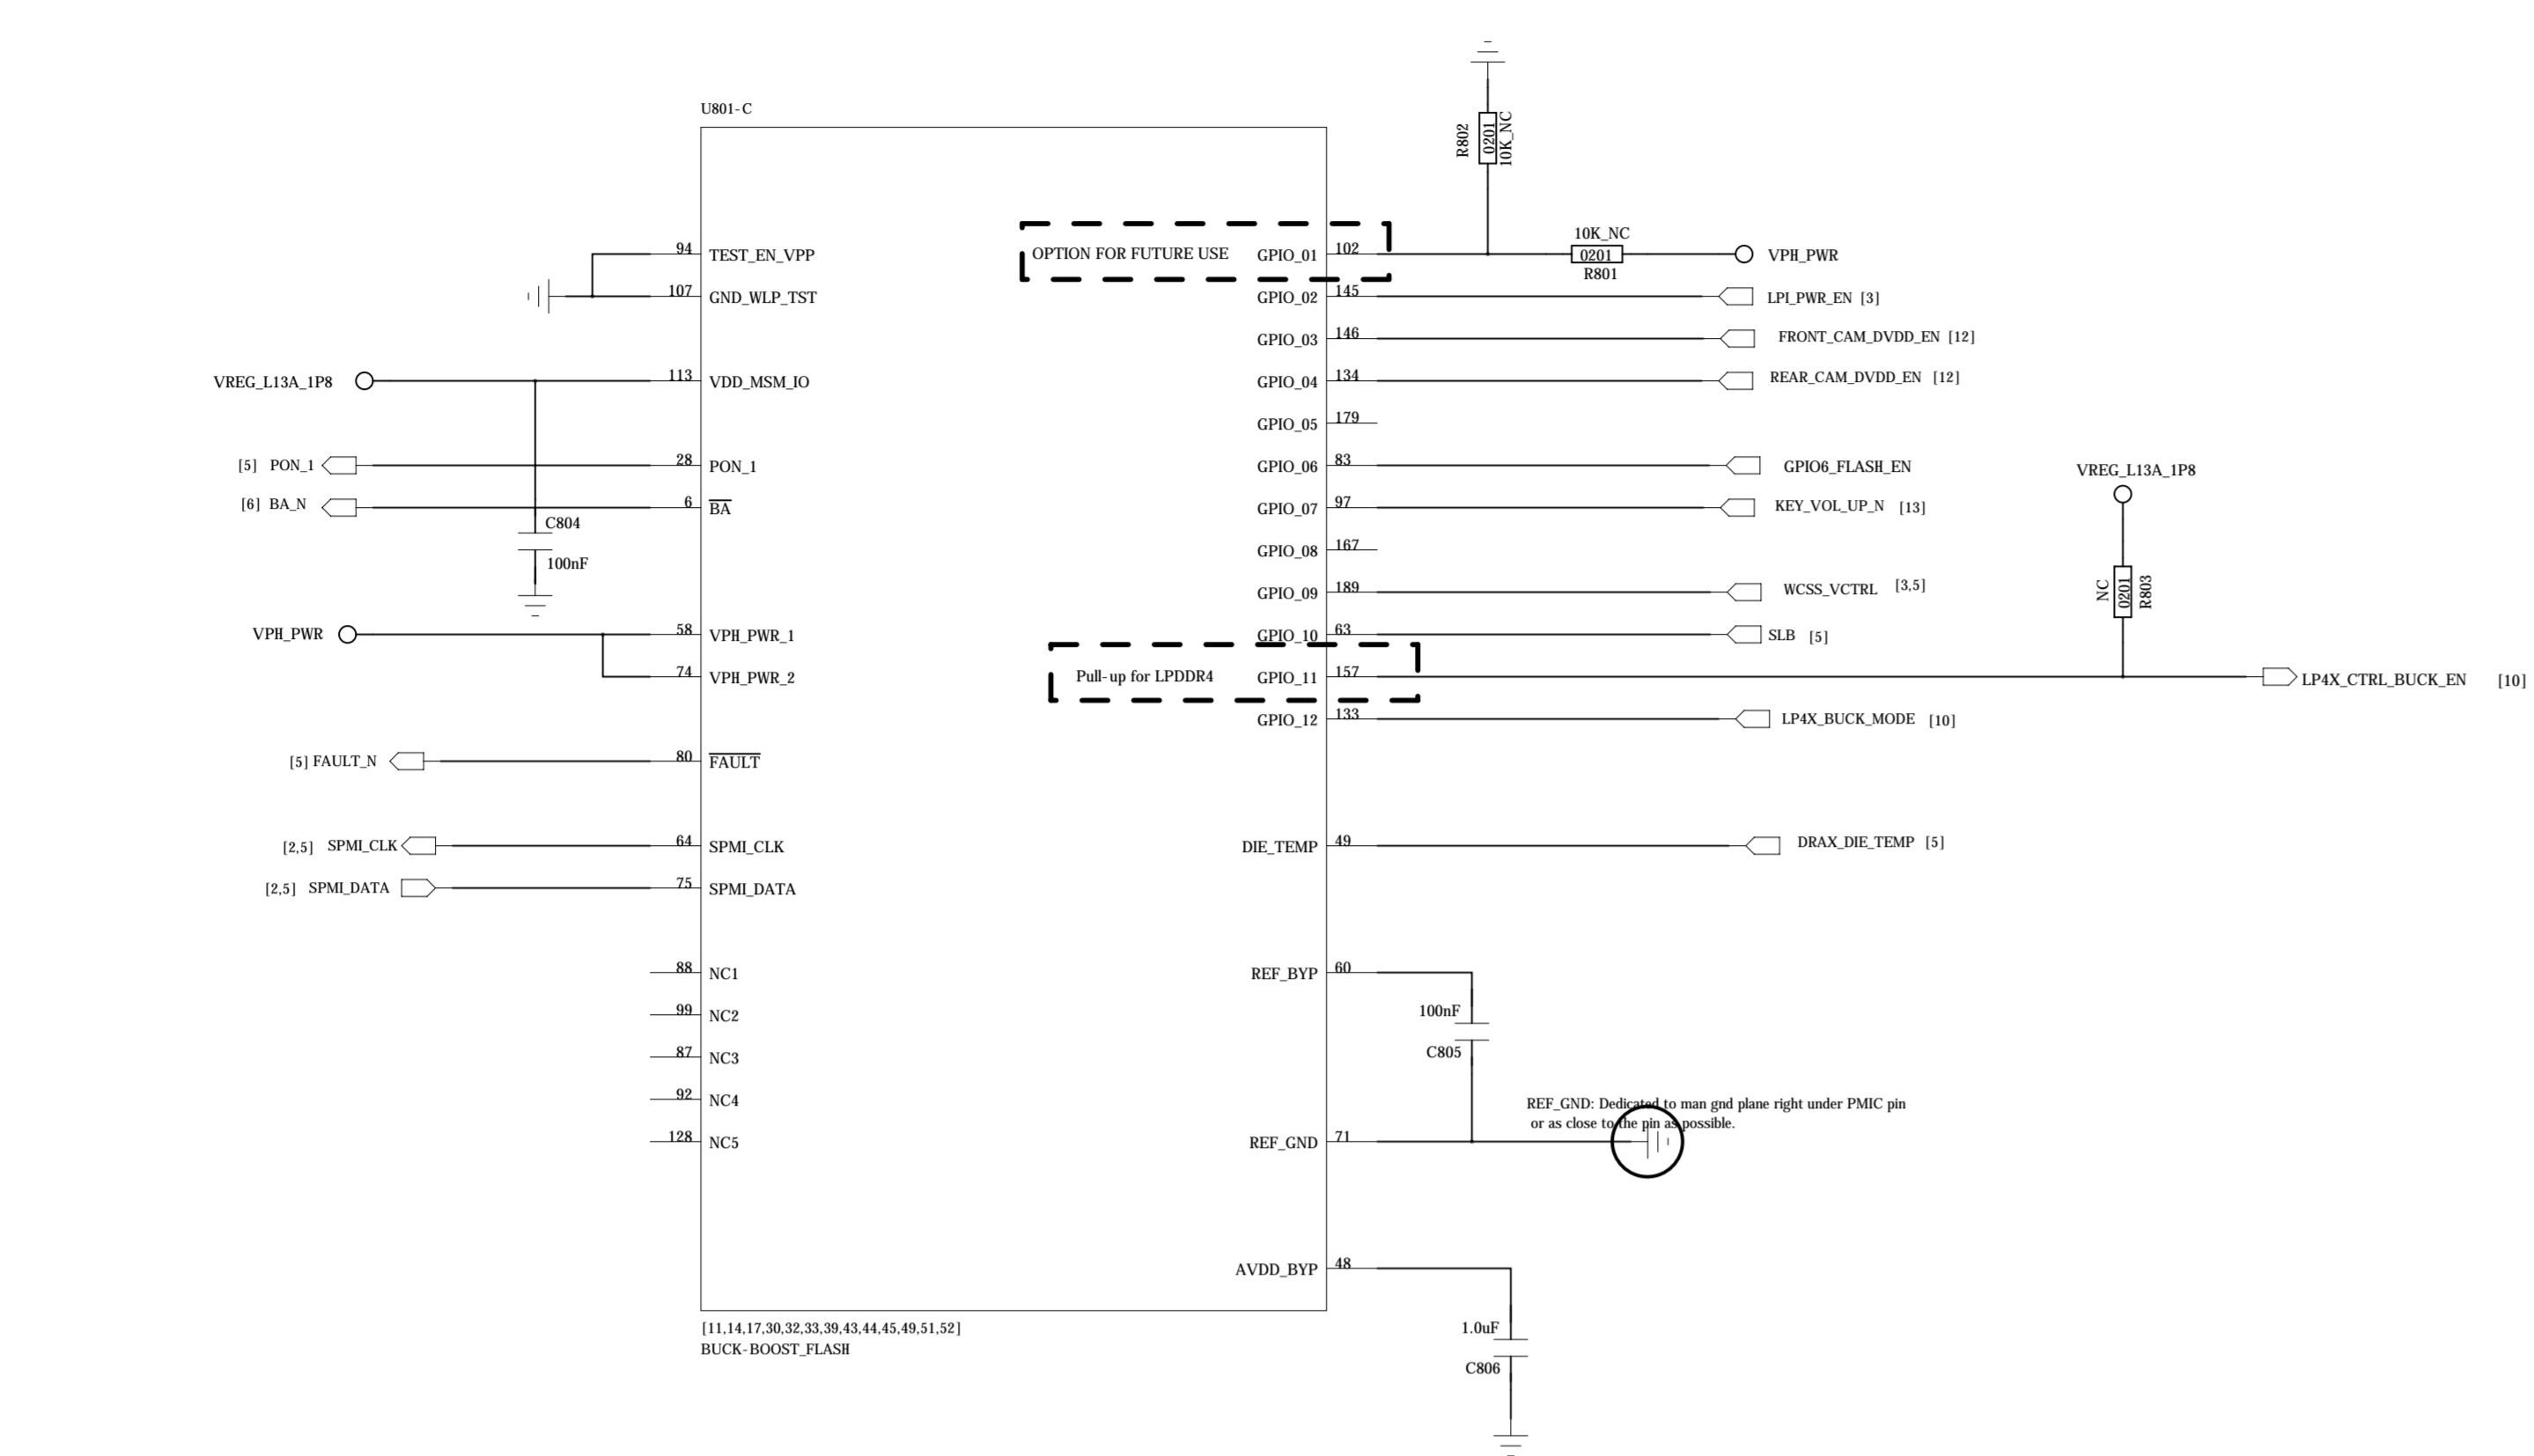 U801-C
R802
0201
10K_NC
94
TEST_EN_VPP
OPTION FOR FUTURE USE
GPIO_01
102
10K_NC
0201
R801
VPH_PWR
107
GND_WLP_TST
GPIO_02
145
LPI_PWR_EN [3]
GPIO_03
146
FRONT_CAM_DVDD_EN [12]
VREG_L13A_1P8
113
VDD_MSM_IO
GPIO_04
134
REAR_CAM_DVDD_EN [12]
GPIO_05
179
[5] PON_1
28
PON_1
GPIO_06
83
GPIO6_FLASH_EN
VREG_L13A_1P8
[6] BA_N
6
BA
GPIO_07
97
KEY_VOL_UP_N [13]
C804
100nF
GPIO_08
167
GPIO_09
189
WCSS_VCTRL [3,5]
NC
0201
R803
VPH_PWR
58
VPH_PWR_1
GPIO_10
63
SLB [5]
74
VPH_PWR_2
Pull-up for LPDDR4
GPIO_11
157
LP4X_CTRL_BUCK_EN [10]
GPIO_12
133
LP4X_BUCK_MODE [10]
[5] FAULT_N
80
FAULT
[2,5] SPMI_CLK
64
SPMI_CLK
DIE_TEMP
49
DRAX_DIE_TEMP [5]
[2,5] SPMI_DATA
75
SPMI_DATA
88
NC1
REF_BYP
60
99
NC2
100nF
C805
87
NC3
92
NC4
REF_GND: Dedicated to man gnd plane right under PMIC pin
or as close to the pin as possible.
128
NC5
REF_GND
71
AVDD_BYP
48
[11,14,17,30,32,33,39,43,44,45,49,51,52]
BUCK-BOOST_FLASH
1.0uF
C806